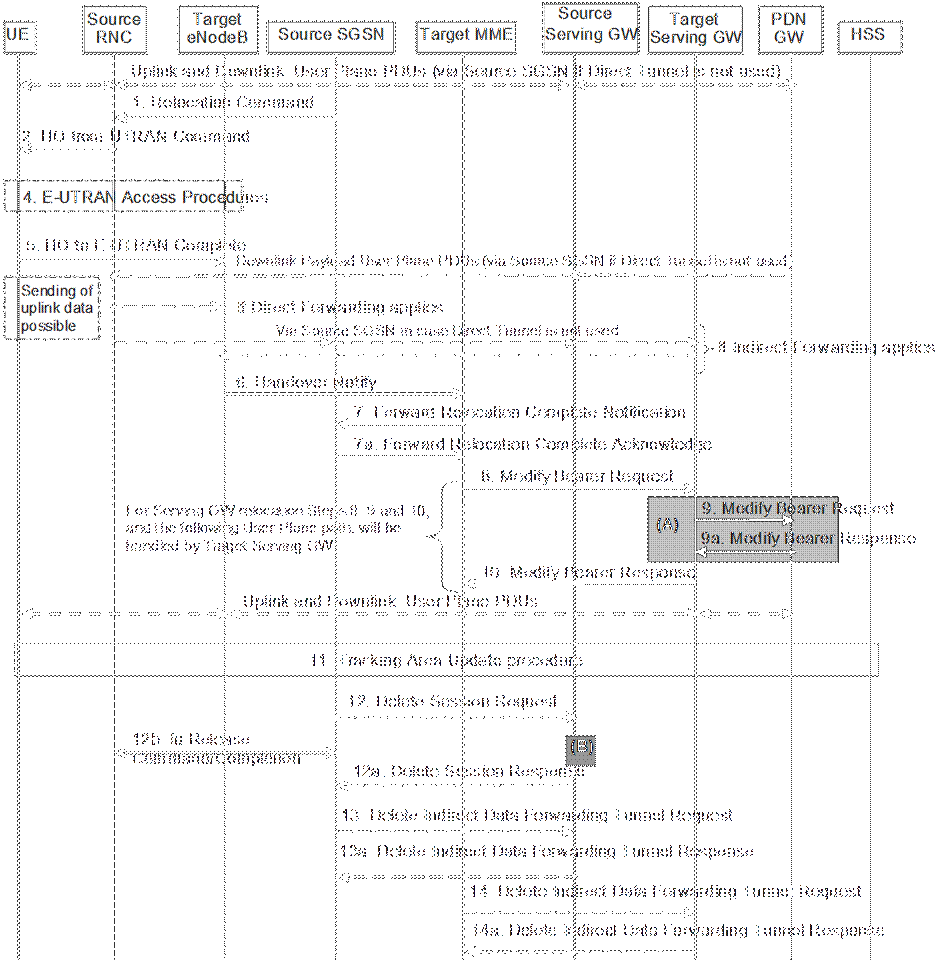 UE
Source
RNC
Target
eNodeB
Source SGSN
Target MME
Source
Serving GW
Target
Serving GW
PDN
GW
HSS
Uplink and Downlink User Plane PDUs (via Source SGSN if Direct Tunnel is not used)
1. Relocation Command
2. HO from UTRAN Command
4. E-UTRAN Access Procedures
5. HO to E-UTRAN Complete
Downlink Payload User Plane PDUs (via Source SGSN if Direct Tunnel is not used
Sending of
uplink data
possible
Direct Forwarding applies
Via Source SGSN in case Direct Tunnel is not used
Indirect Forwarding applies
6. Handover Notify
7. Forward Relocation Complete Notification
7a. Forward Relocation Complete Acknowledge
8. Modify Bearer Request
For Serving GW relocation Steps 8, 9 and 10,
and the following User Plane path, will be
handled by Target Serving GW
(A)
9. Modify Bearer Request
9a. Modify Bearer Response
10. Modify Bearer Response
Uplink and Downlink User Plane PDUs
11. Tracking Area Update procedure
12. Delete Session Request
12b. Iu Release
Command/Completion
(B)
12a. Delete Session Response
13. Delete Indirect Data Forwarding Tunnel Request
13a. Delete Indirect Data Forwarding Tunnel Response
14. Delete Indirect Data Forwarding Tunnel Request
14a. Delete Indirect Data Forwarding Tunnel Response